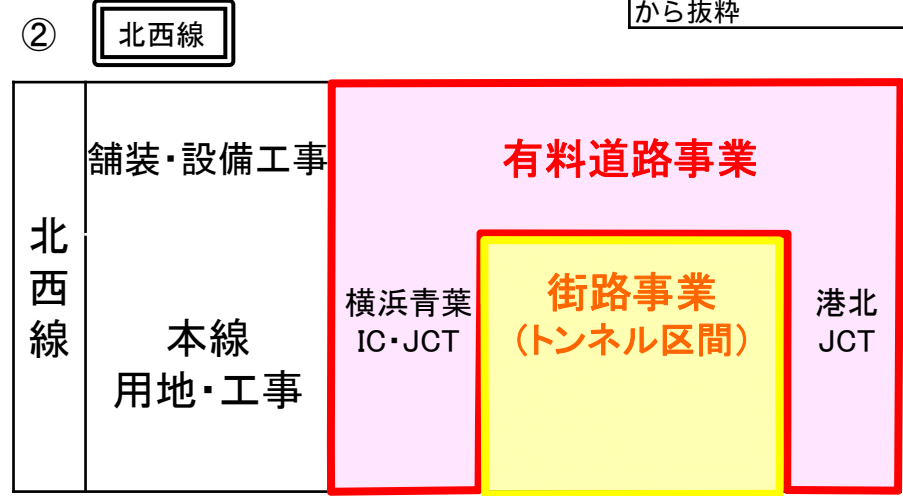 から抜粋
② 北西線
北西線
舗装・設備工事
有料道路事業
本線
用地・工事
横浜青葉
IC・JCT
街路事業
(トンネル区間)
港北
JCT